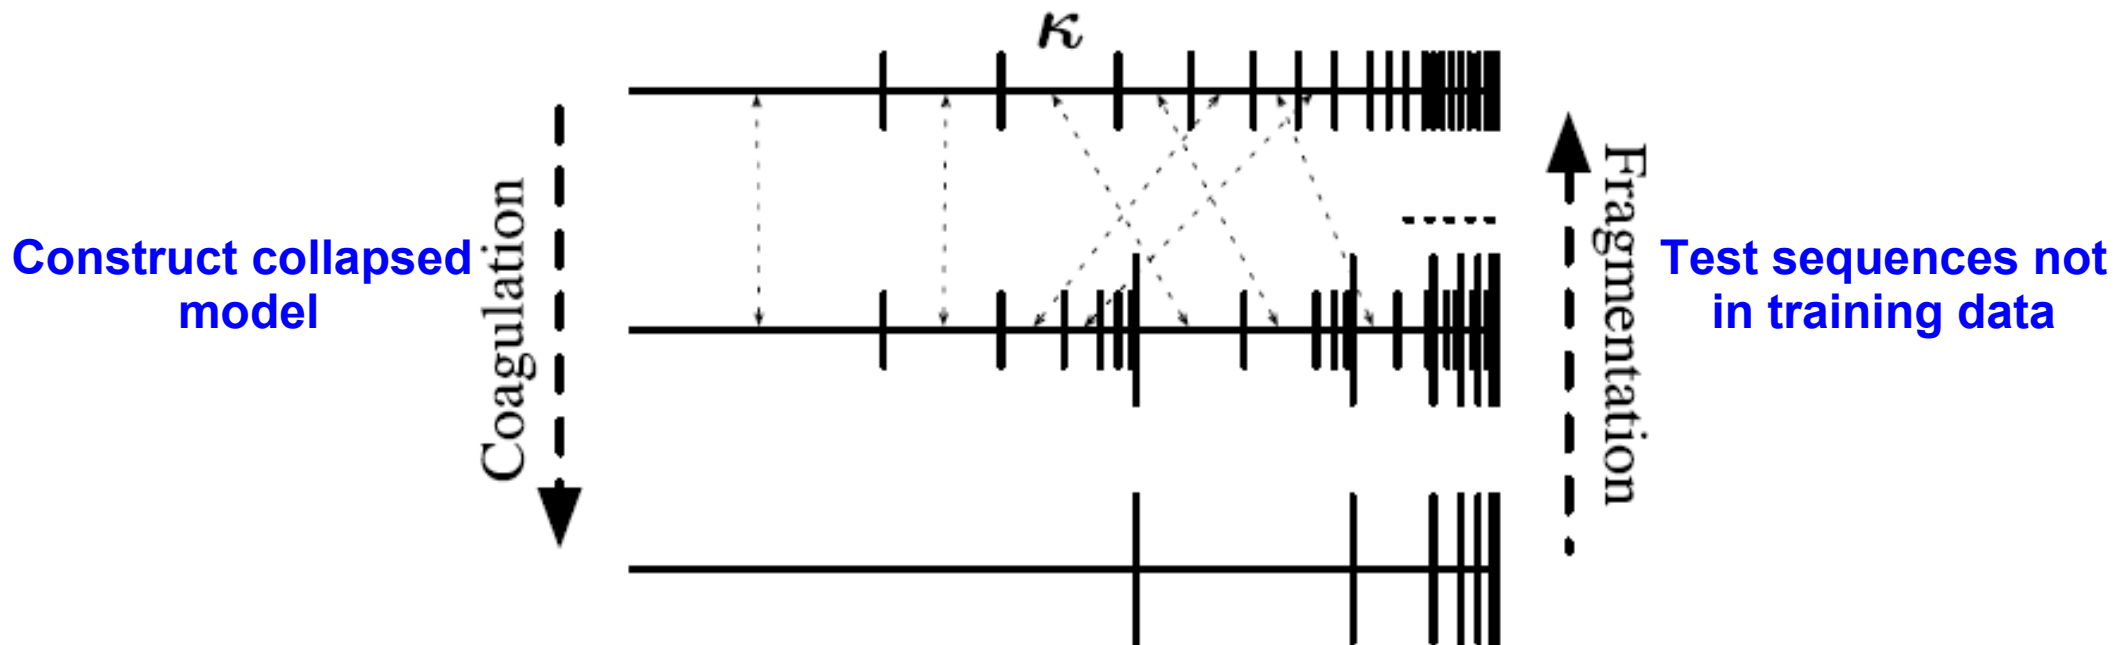 κ
Construct collapsed
model
Coagulation
Fragmentation
Test sequences not
in training data